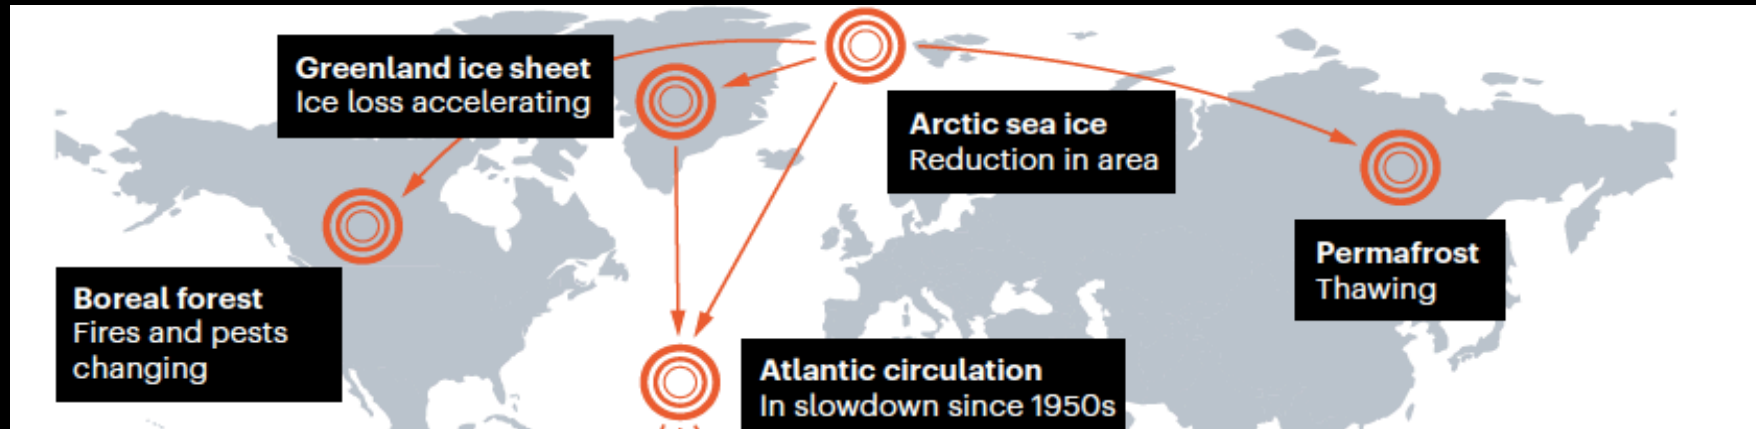 Greenland ice sheet
Ice loss accelerating
Arctic sea ice
Reduction in area
Permafrost
Thawing
Boreal forest
Fires and pests
changing
Atlantic circulation
In slowdown since 1950s